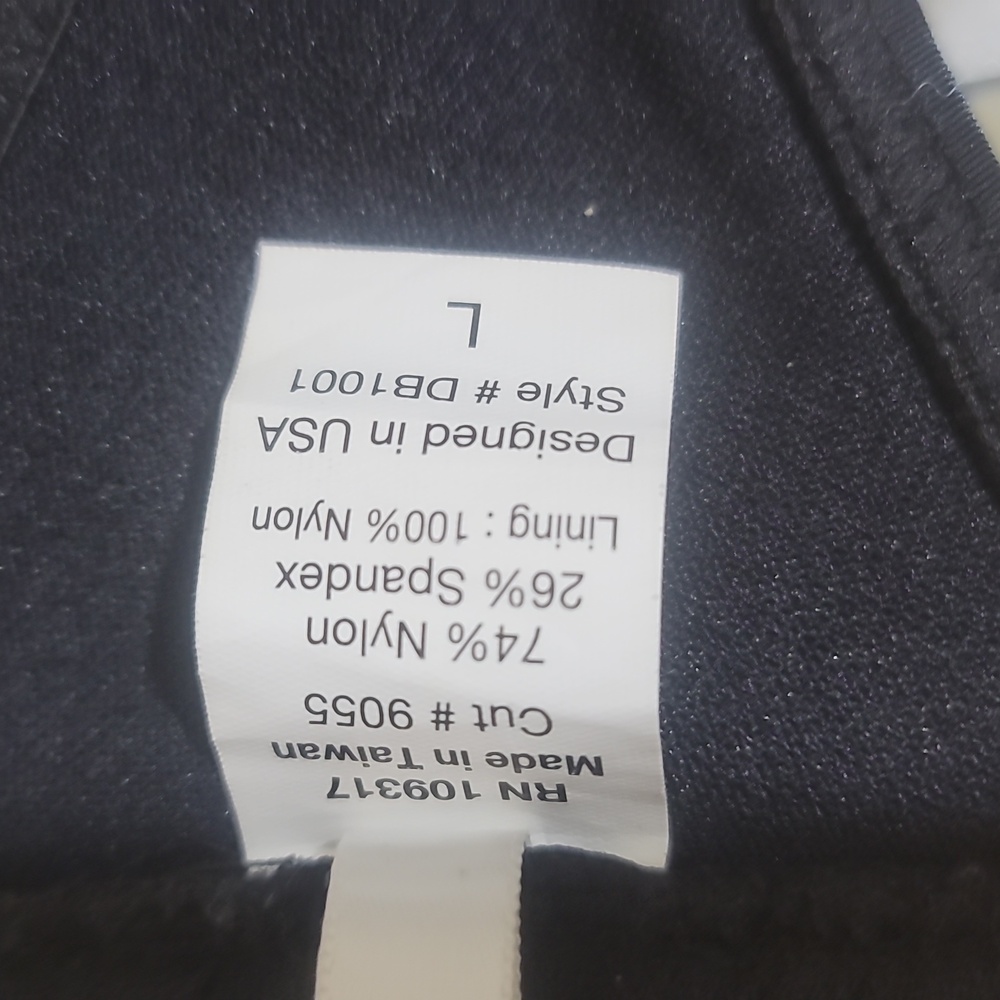 RN 109317
Made in Taiwan
Cut # 9055
74% Nylon
26% Spandex
Lining : 100% Nylon
Designed in USA
Style # DB1001
L